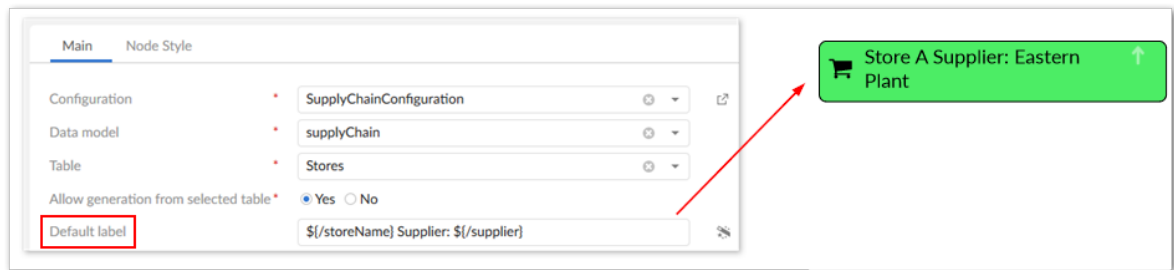 Main Node Style
Configuration * SupplyChainConfiguration
Data model * supplyChain
Table * Stores
Allow generation from selected table * Yes No
Default label ${/storeName} Supplier: ${/supplier}
Store A Supplier: Eastern
Plant